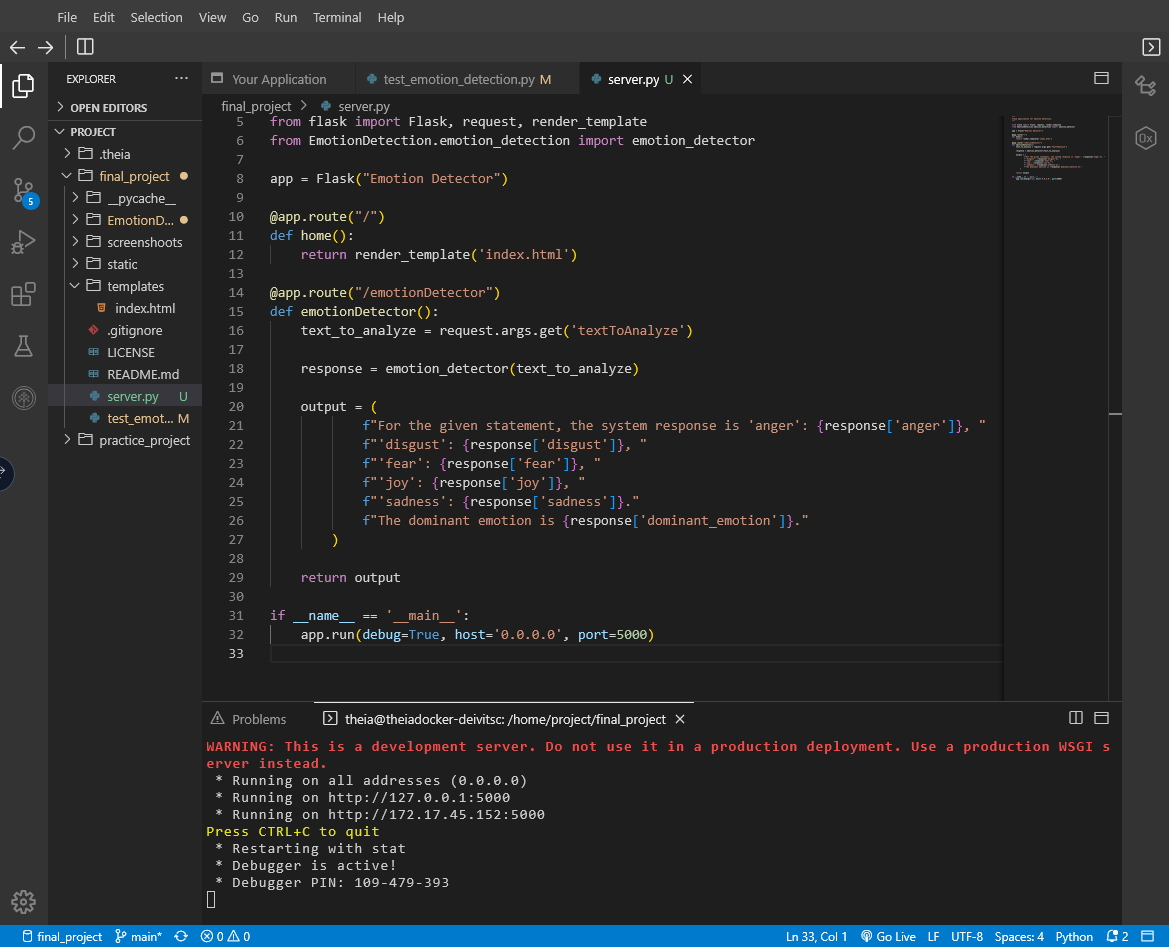 File Edit Selection View Go Run Terminal Help
EXPLORER ...
OPEN EDITORS
PROJECT
.theia
final_project
__pycache__
EmotionD...
screenshoots
static
templates
index.html
.gitignore
LICENSE
README.md
server.py U
test_emot... M
practice_project
5
Your Application test_emotion_detection.py M server.py U
final_project > server.py
5 from flask import Flask, request, render_template
6 from EmotionDetection.emotion_detection import emotion_detector
7
8 app = Flask("Emotion Detector")
9
10 @app.route("/")
11 def home():
12 return render_template('index.html')
13
14 @app.route("/emotionDetector")
15 def emotionDetector():
16 text_to_analyze = request.args.get('textToAnalyze')
17
18 response = emotion_detector(text_to_analyze)
19
20 output = (
21 f"For the given statement, the system response is 'anger': {response['anger']}, "
22 f"'disgust': {response['disgust']}, "
23 f"'fear': {response['fear']}, "
24 f"'joy': {response['joy']}, "
25 f"'sadness': {response['sadness']}."
26 f"The dominant emotion is {response['dominant_emotion']}."
27 )
28
29 return output
30
31 if __name__ == '__main__':
32 app.run(debug=True, host='0.0.0.0', port=5000)
33
0x
Problems theia@theiadocker-deivitsc: /home/project/final_project
WARNING: This is a development server. Do not use it in a production deployment. Use a production WSGI s
erver instead.
* Running on all addresses (0.0.0.0)
* Running on http://127.0.0.1:5000
* Running on http://172.17.45.152:5000
Press CTRL+C to quit
* Restarting with stat
* Debugger is active!
* Debugger PIN: 109-479-393
final_project main* 0 0 Ln 33, Col 1 Go Live LF UTF-8 Spaces: 4 Python 2